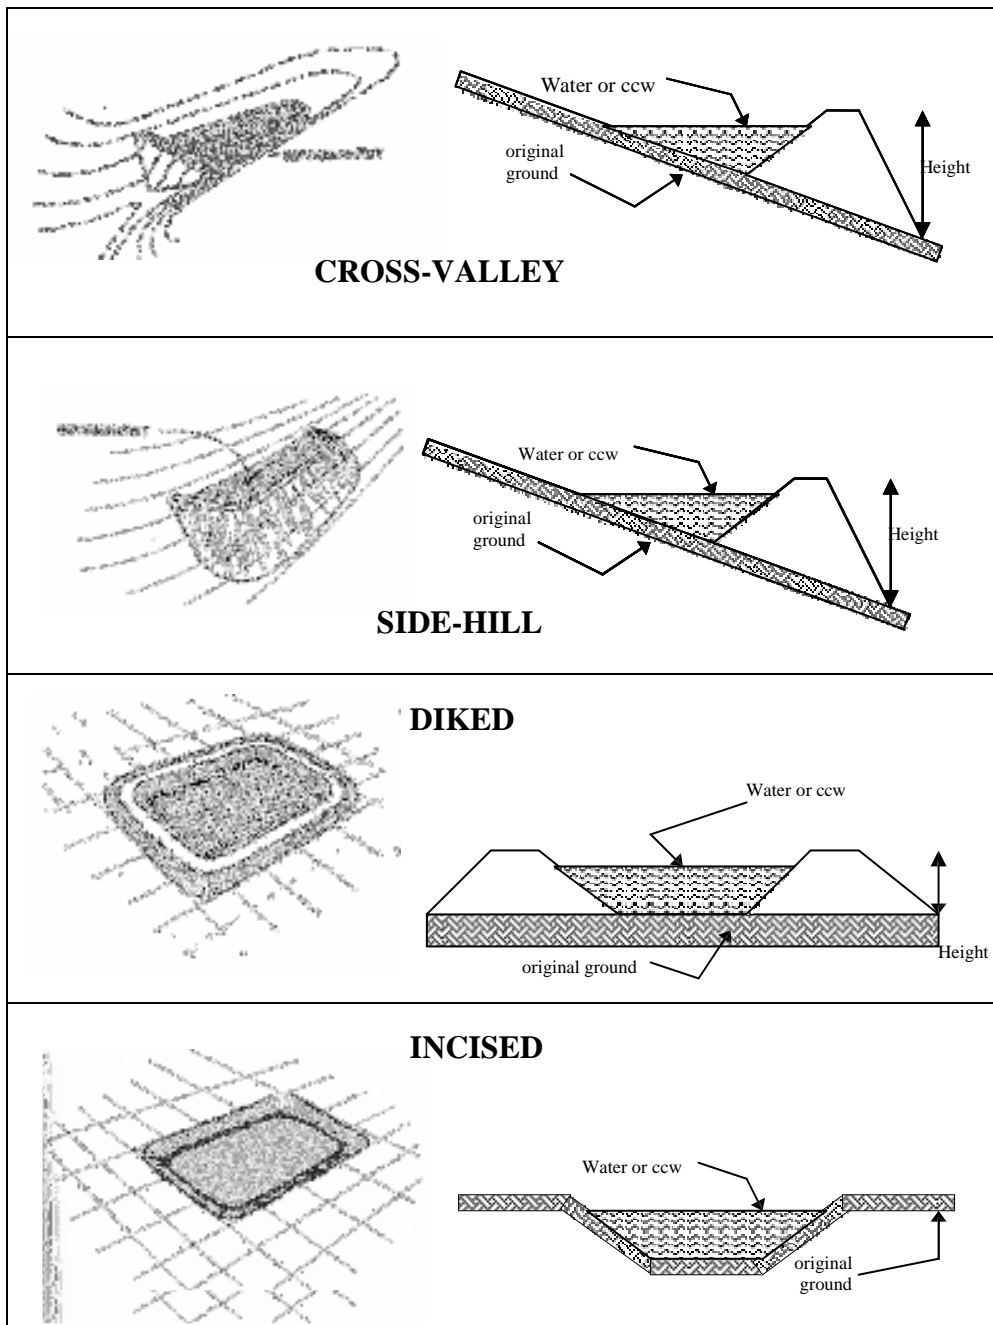 Water or ccw
original
ground
Height
CROSS-VALLEY
Water or ccw
original
ground
Height
SIDE-HILL
DIKED
Water or ccw
original ground
Height
INCISED
Water or ccw
original
ground